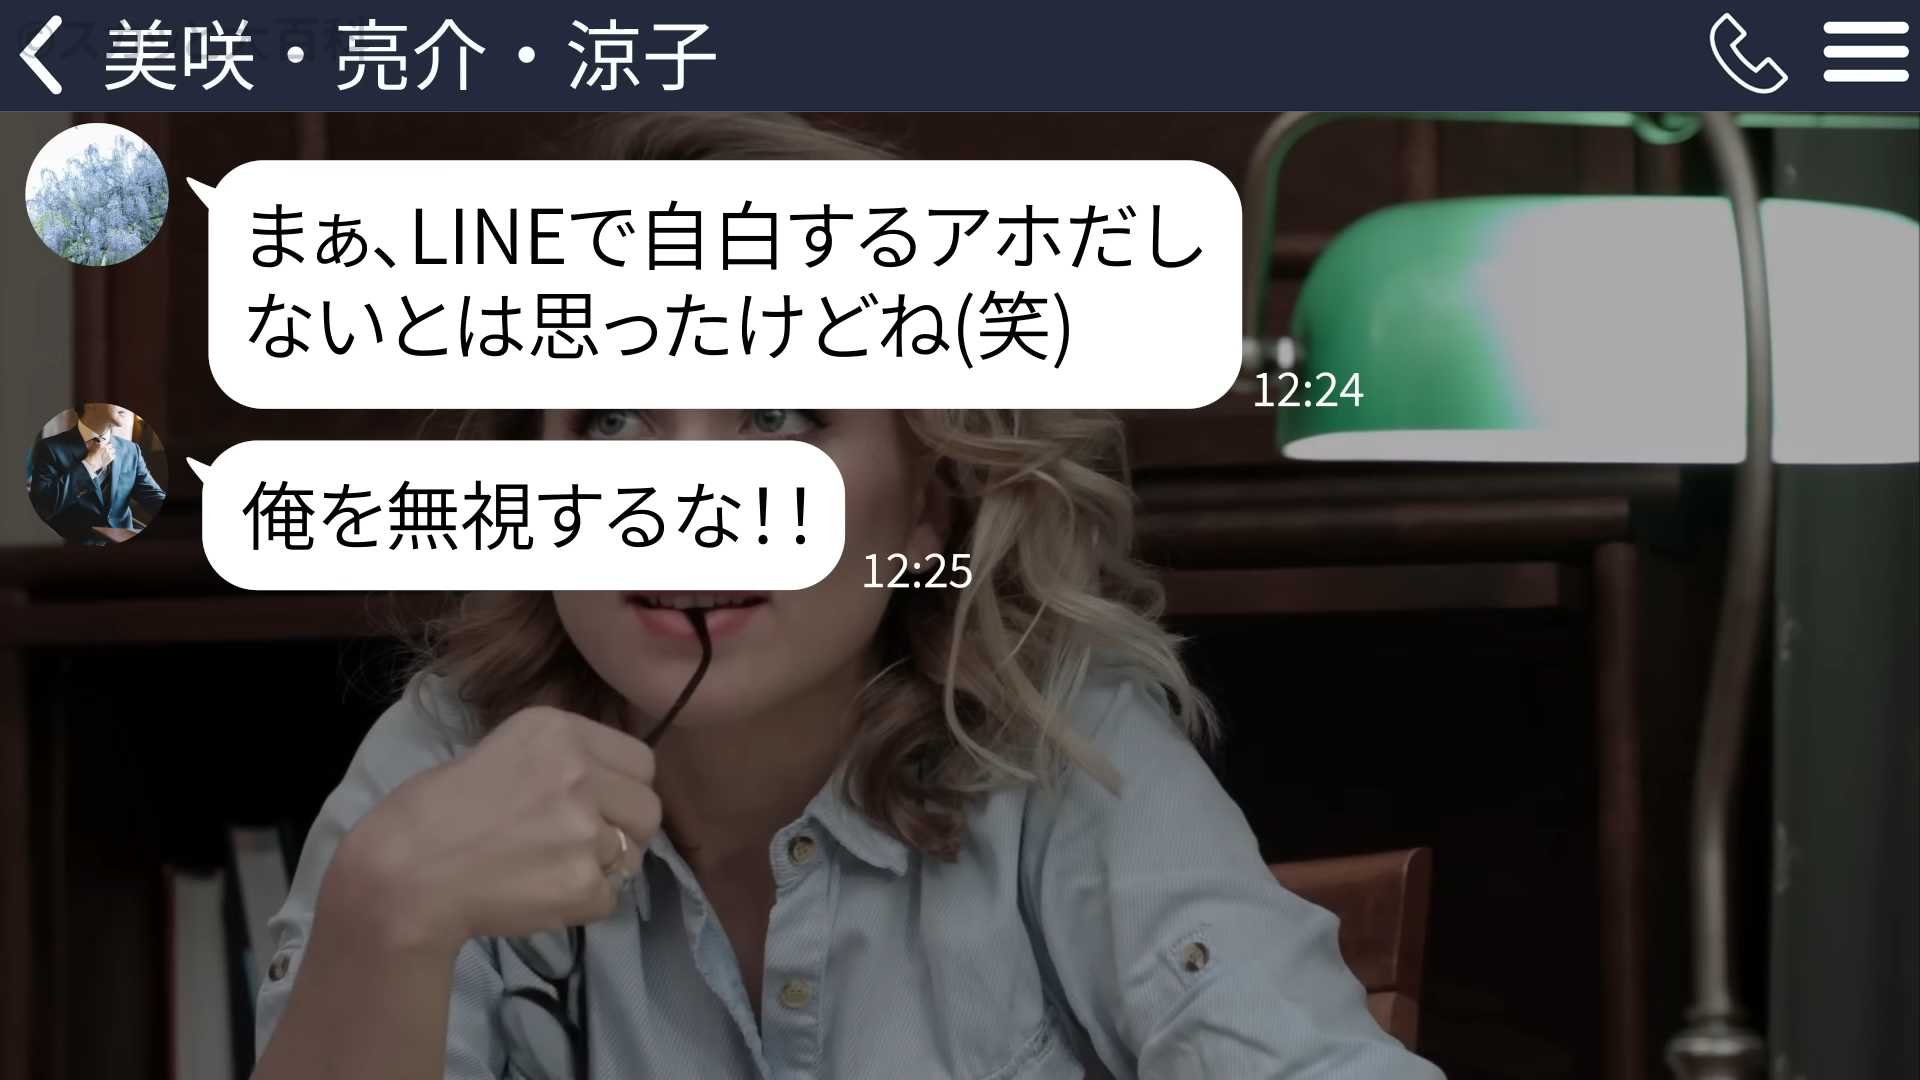 美咲・亮介・涼子
まぁ、LINEで自白するアホだし
ないとは思ったけどね(笑)
12:24
俺を無視するな!!
12:25